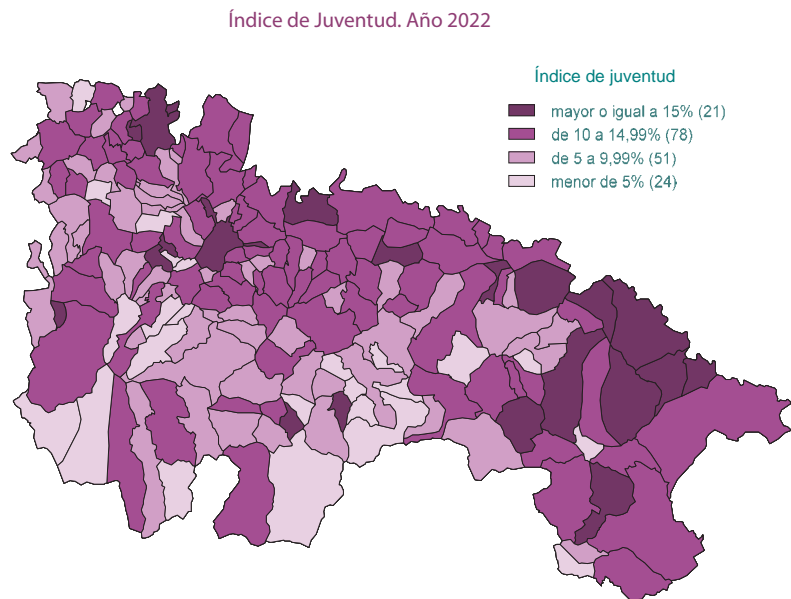 Índice de Juventud. Año 2022
Índice de juventud
mayor o igual a 15% (21)
de 10 a 14,99% (78)
de 5 a 9,99% (51)
menor de 5% (24)